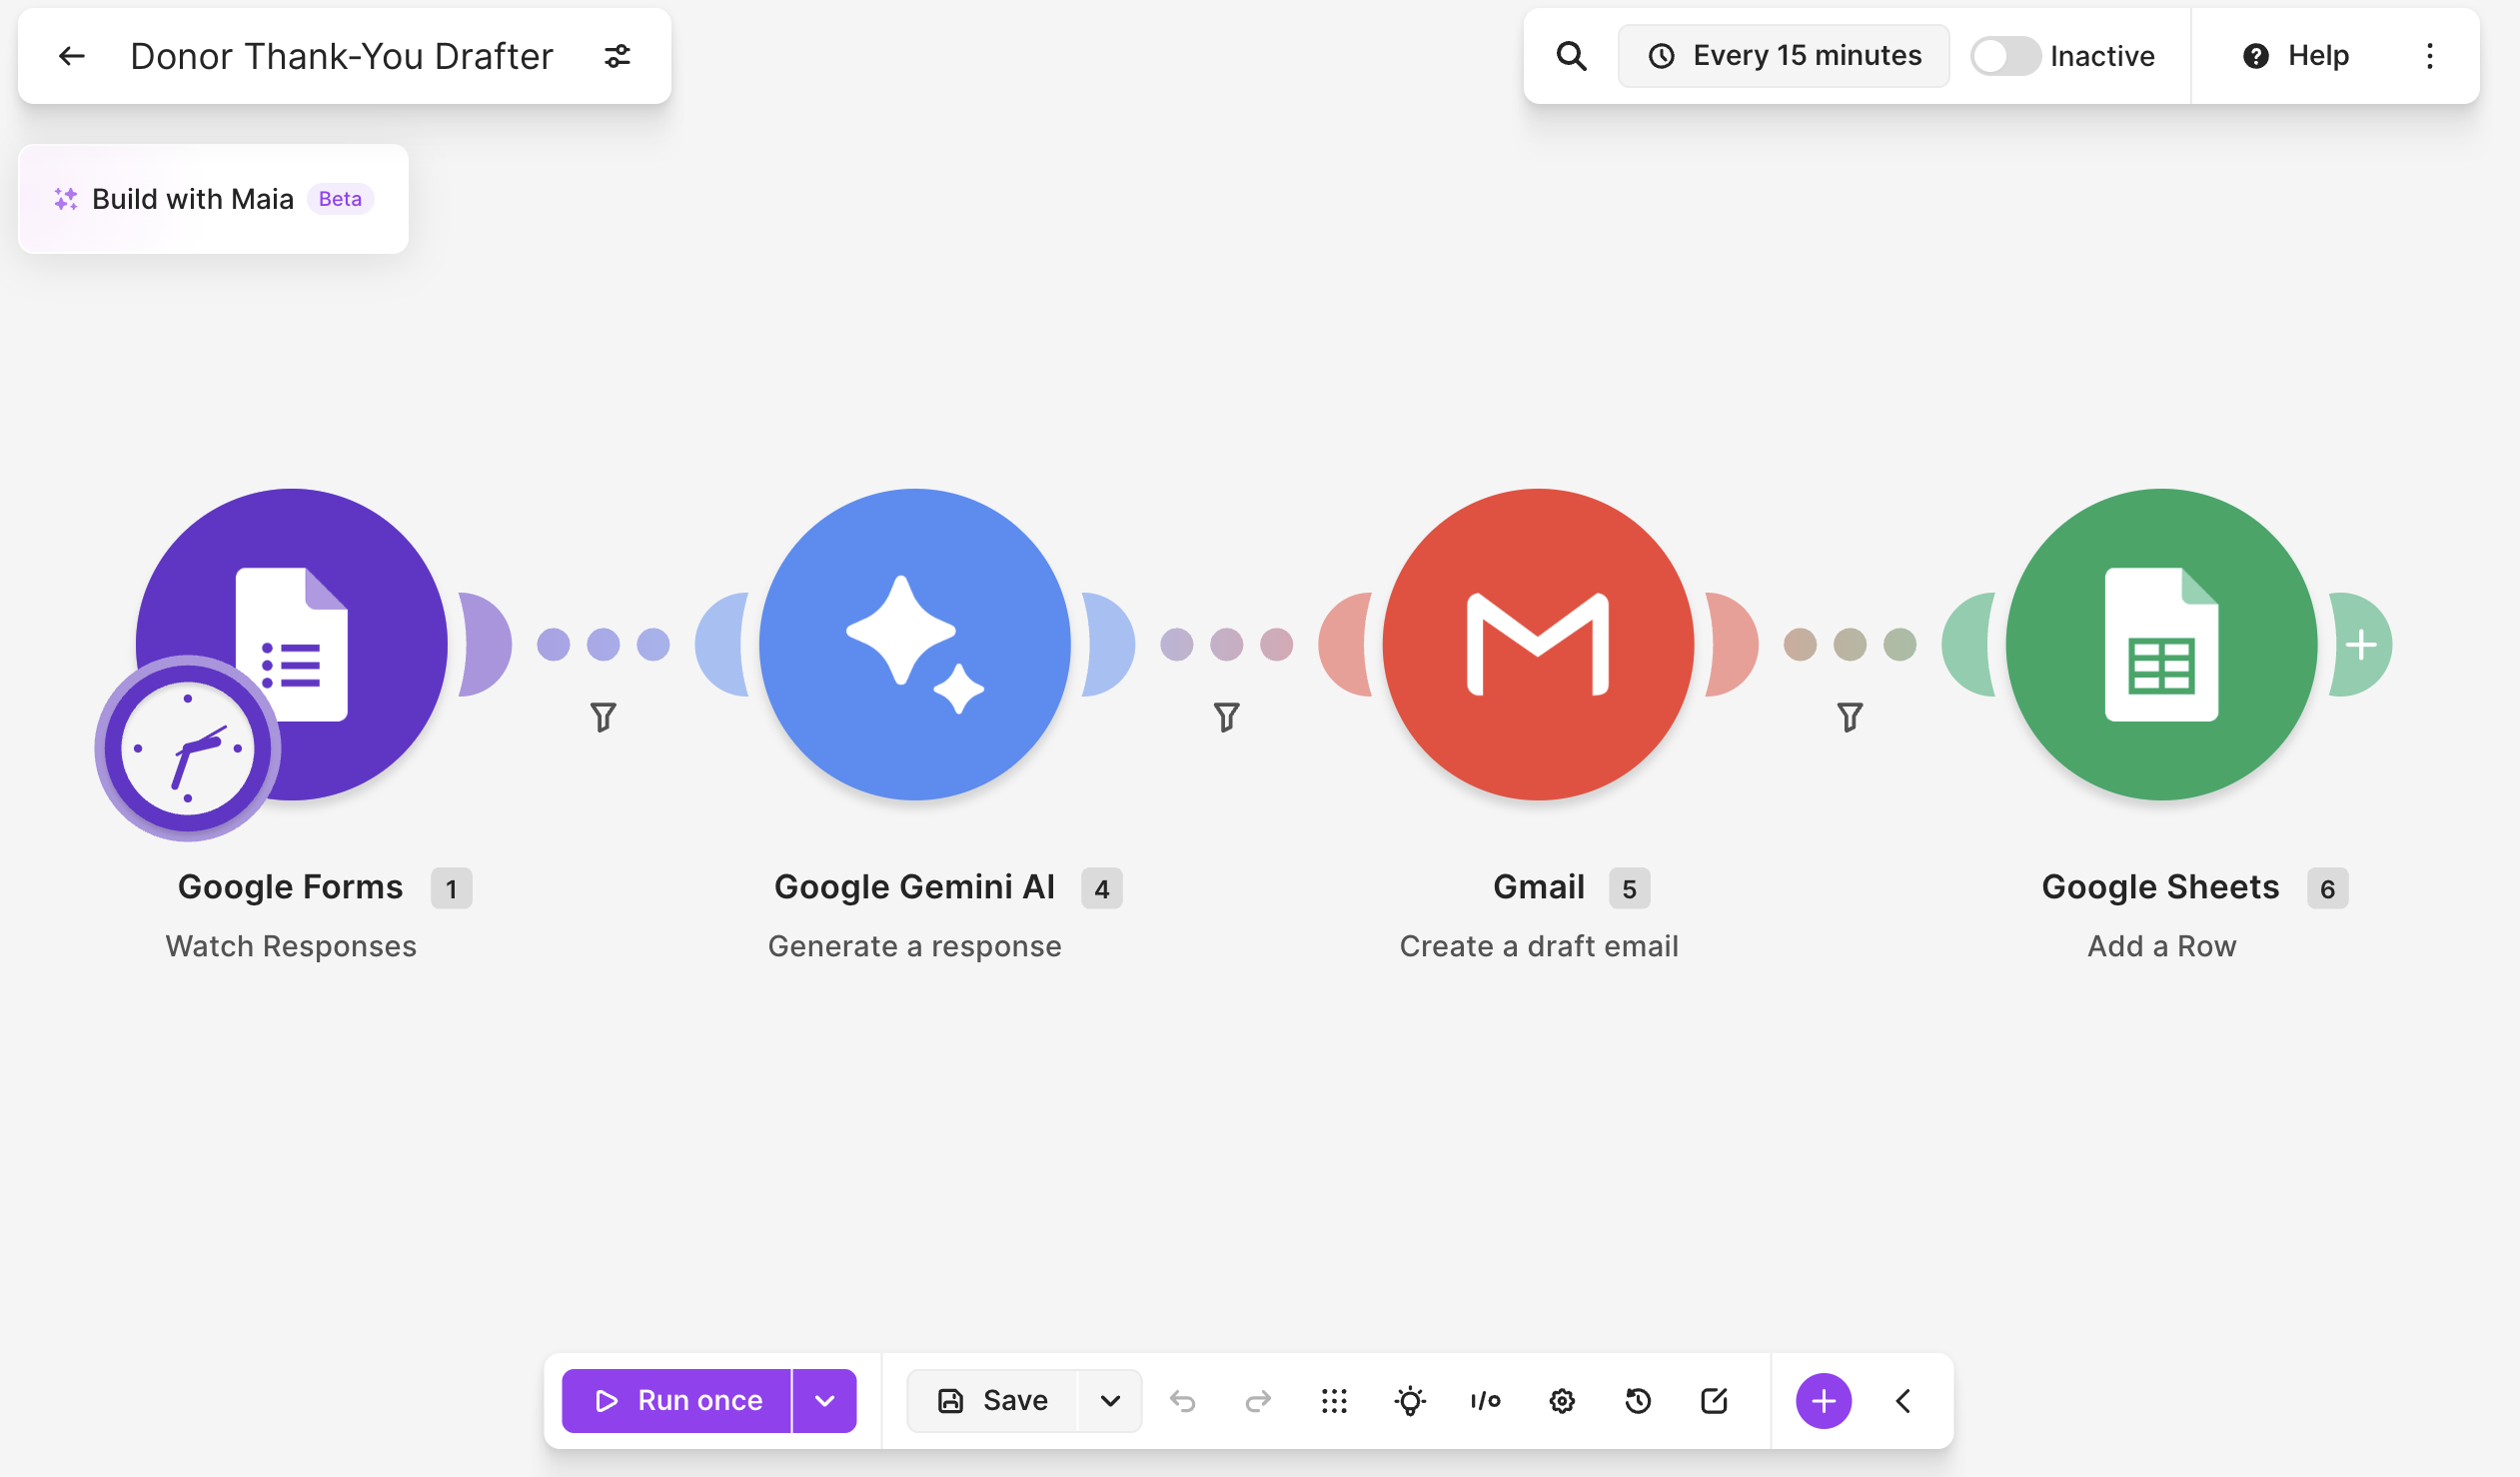 Donor Thank-You Drafter
Every 15 minutes
Inactive
Help
Build with Maia Beta
Google Forms 1
Watch Responses
Google Gemini AI 4
Generate a response
Gmail 5
Create a draft email
Google Sheets 6
Add a Row
Run once
Save
I/O